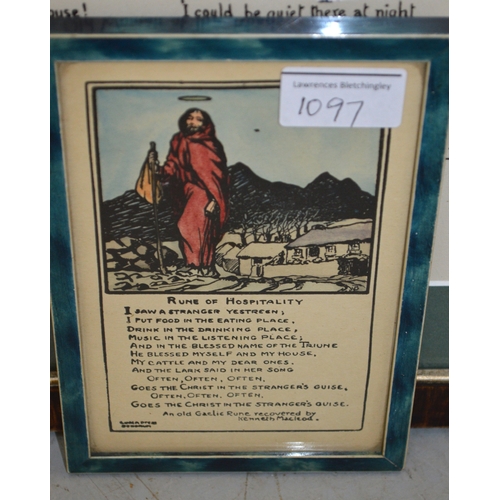 ouse!
I could be quiet there at night
Lawrences Bletchingley
1097
RUNE OF HOSPITALITY
I SAW A STRANGER YESTREEN;
I PUT FOOD IN THE EATING PLACE,
DRINK IN THE DRINKING PLACE,
MUSIC IN THE LISTENING PLACE;
AND IN THE BLESSED NAME OF THE TRIUNE
HE BLESSED MYSELF AND MY HOUSE,
MY CATTLE AND MY DEAR ONES.
AND THE LARK SAID IN HER SONG
OFTEN, OFTEN, OFTEN,
GOES THE CHRIST IN THE STRANGER'S GUISE,
OFTEN, OFTEN, OFTEN,
GOES THE CHRIST IN THE STRANGER'S GUISE.
An old Gaelic Rune recovered by
KENNETH MACLEOD.